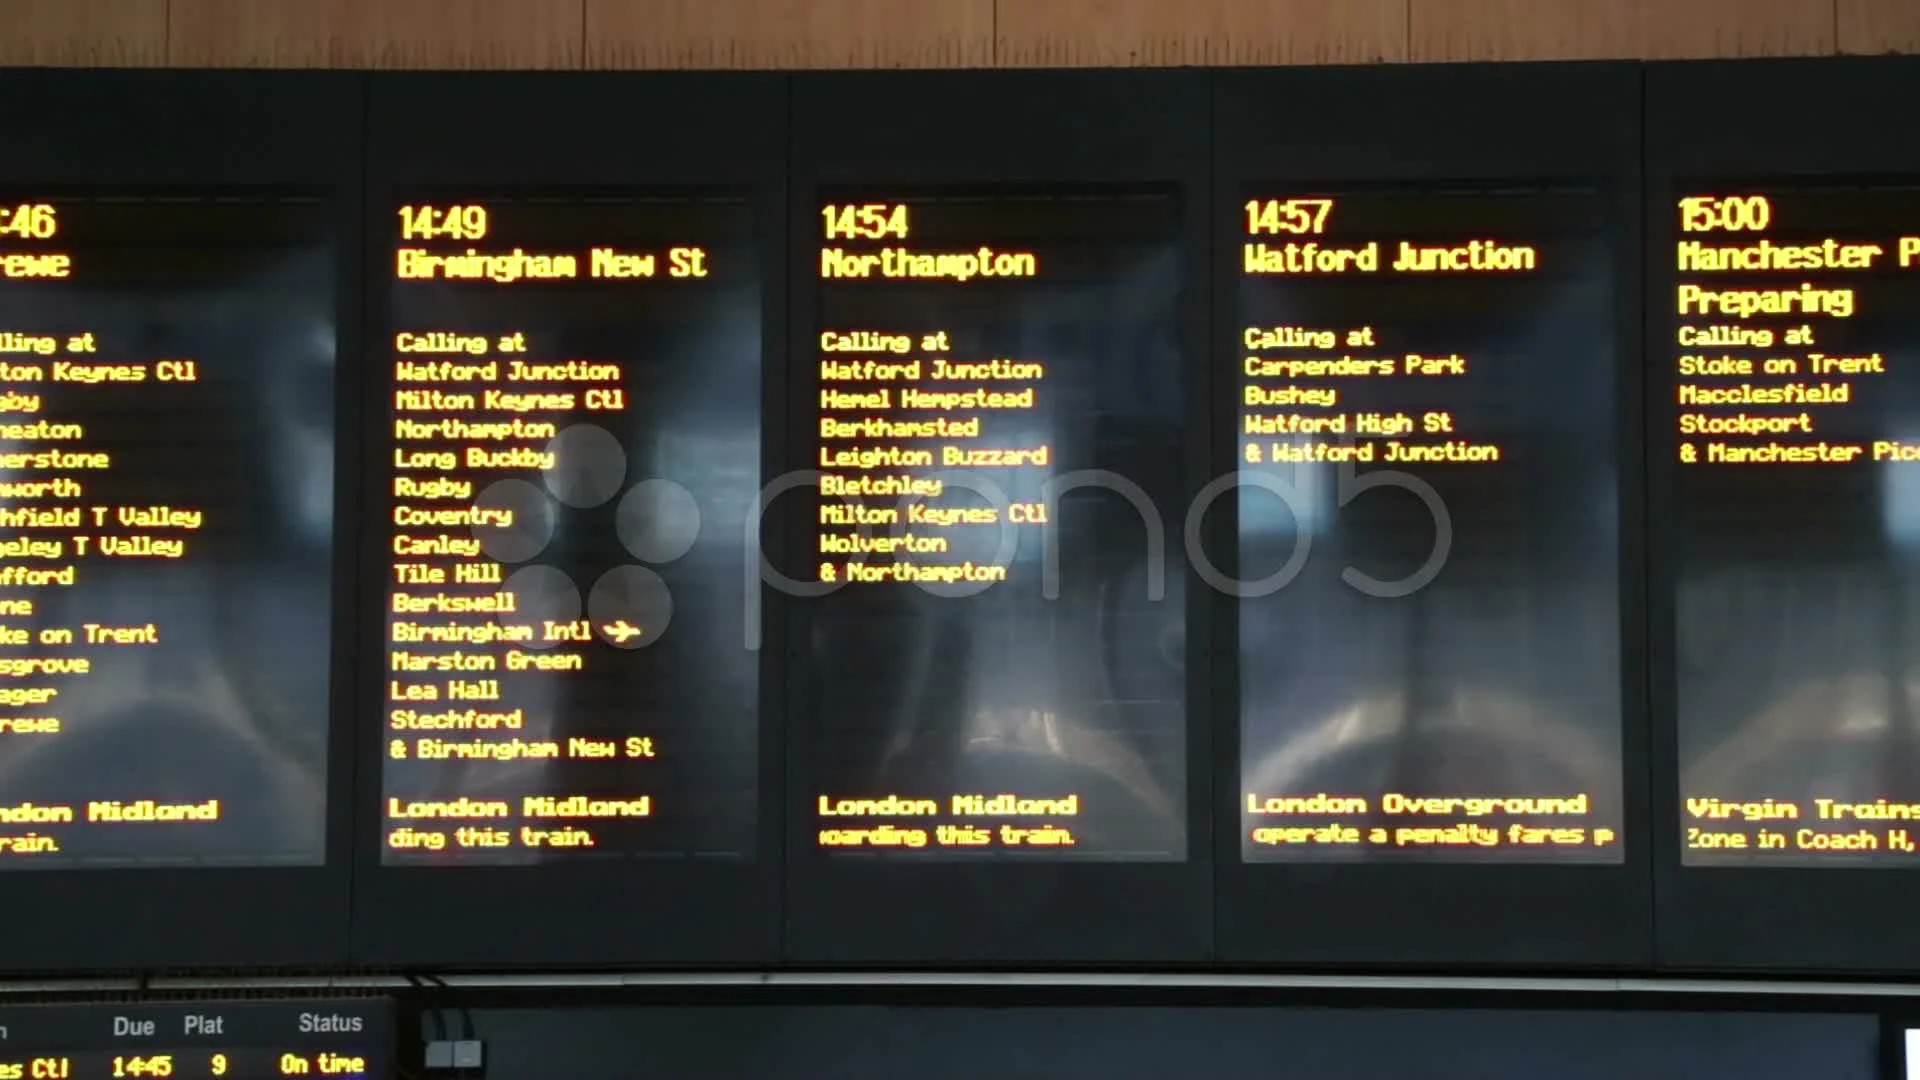 :46
rewe
lling at
ton Keynes Ctl
gby
neaton
nerstone
mworth
hfield T Valley
geley T Valley
afford
ne
ke on Trent
sgrove
ager
rewe
ndon Midland
rain.
14:49
Birmingham New St
Calling at
Watford Junction
Milton Keynes Ctl
Northampton
Long Buckby
Rugby
Coventry
Canley
Tile Hill
Berkswell
Birmingham Intl
Marston Green
Lea Hall
Stechford
& Birmingham New St
London Midland
ding this train.
14:54
Northampton
Calling at
Watford Junction
Hemel Hempstead
Berkhamsted
Leighton Buzzard
Bletchley
Milton Keynes Ctl
Wolverton
& Northampton
London Midland
oarding this train.
14:57
Watford Junction
Calling at
Carpenders Park
Bushey
Watford High St
& Watford Junction
London Overground
operate a penalty fares p
15:00
Manchester P
Preparing
Calling at
Stoke on Trent
Macclesfield
Stockport
& Manchester Picc
Virgin Trains
Zone in Coach H,
pond5
n Due Plat Status
es Ctl 14:45 9 On time